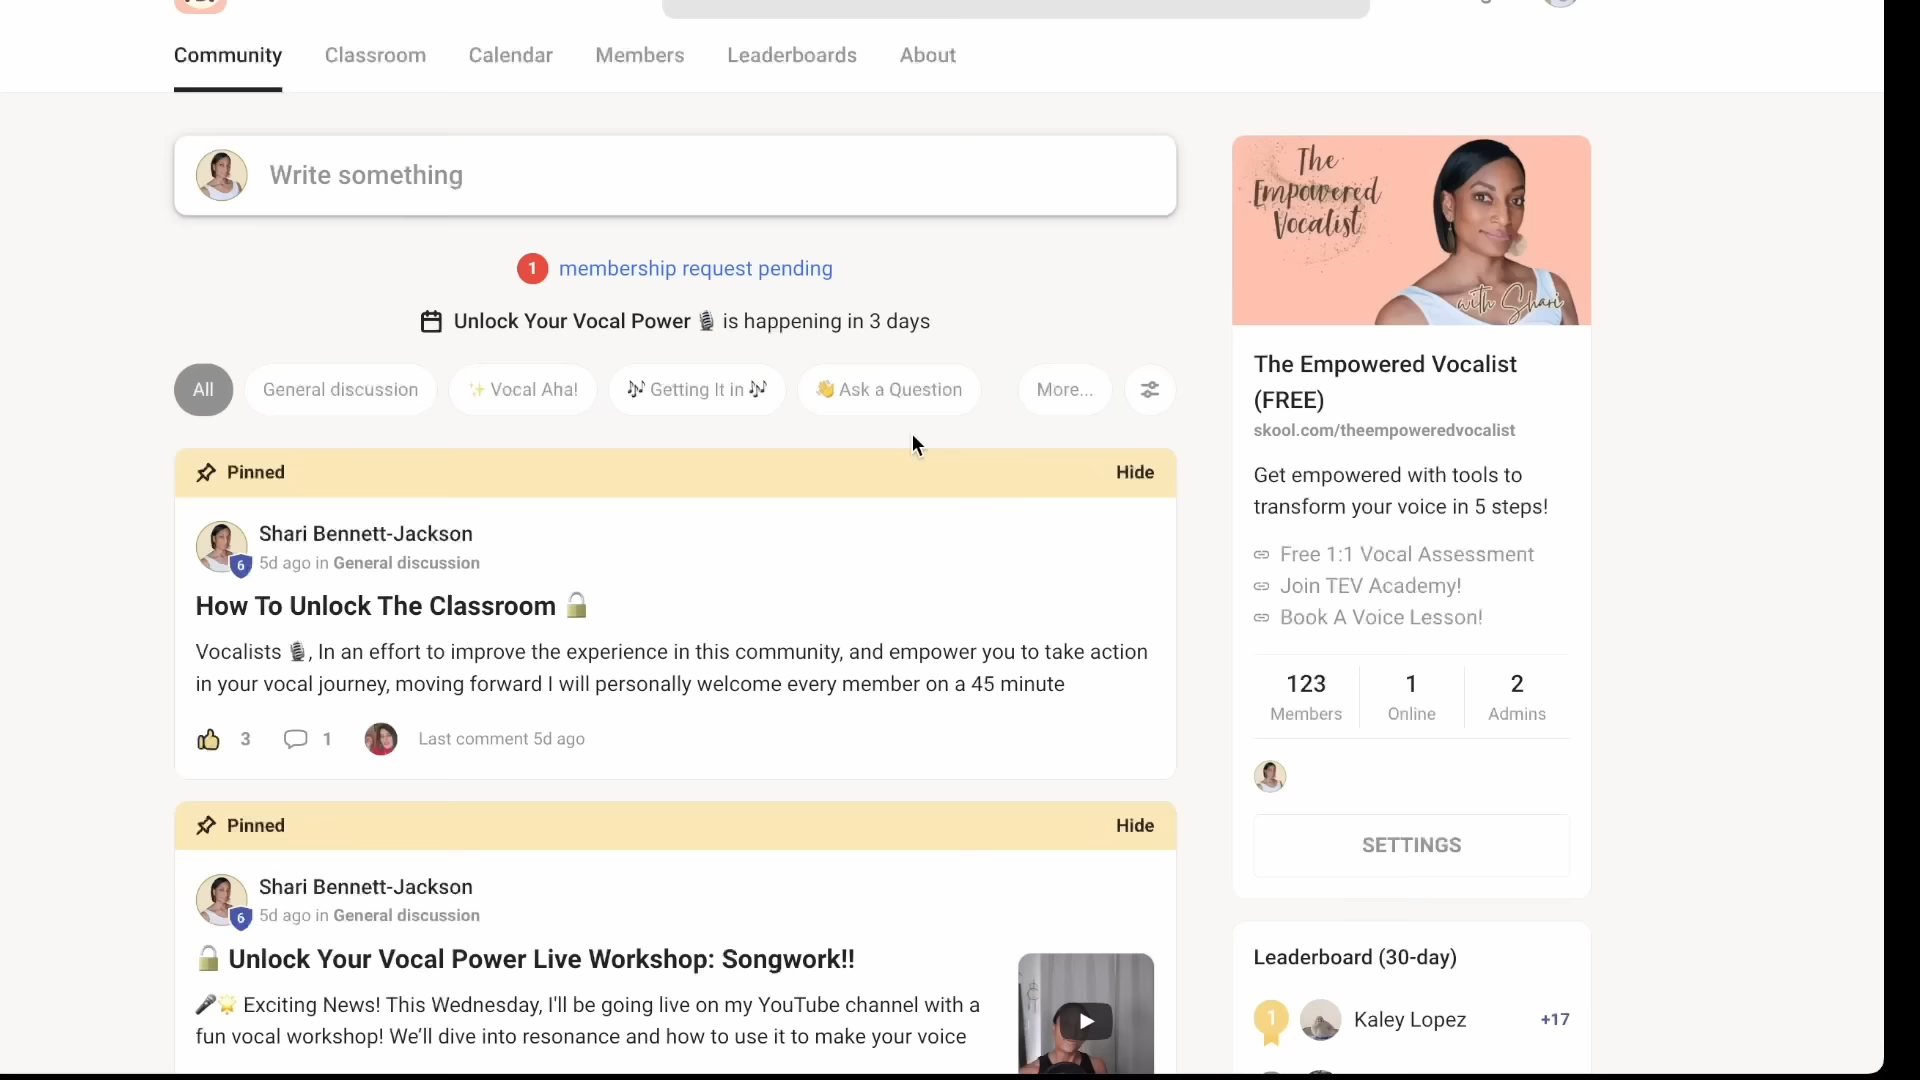 Community
Classroom
Calendar
Members
Leaderboards
About
Write something
1 membership request pending
Unlock Your Vocal Power 🎙️ is happening in 3 days
All
General discussion
✨ Vocal Aha!
🎶 Getting It in 🎶
👋 Ask a Question
More...
Pinned
Hide
Shari Bennett-Jackson
6
5d ago in General discussion
How To Unlock The Classroom 🔓
Vocalists 🎙️, In an effort to improve the experience in this community, and empower you to take action
in your vocal journey, moving forward I will personally welcome every member on a 45 minute
3
1
Last comment 5d ago
Pinned
Hide
Shari Bennett-Jackson
6
5d ago in General discussion
🔓 Unlock Your Vocal Power Live Workshop: Songwork!!
🎤🌟 Exciting News! This Wednesday, I'll be going live on my YouTube channel with a
fun vocal workshop! We’ll dive into resonance and how to use it to make your voice
The
Empowered
Vocalist
with Shari
The Empowered Vocalist
(FREE)
skool.com/theempoweredvocalist
Get empowered with tools to
transform your voice in 5 steps!
Free 1:1 Vocal Assessment
Join TEV Academy!
Book A Voice Lesson!
123
Members
1
Online
2
Admins
SETTINGS
Leaderboard (30-day)
1
Kaley Lopez
+17